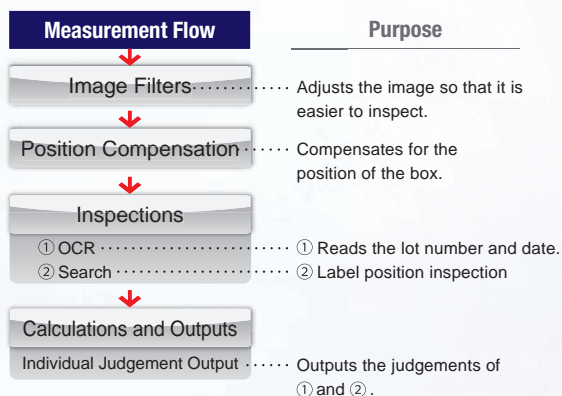 Measurement Flow
Purpose
Image Filters
Adjusts the image so that it is
easier to inspect.
Position Compensation
Compensates for the
position of the box.
Inspections
① OCR
① Reads the lot number and date.
② Search
② Label position inspection
Calculations and Outputs
Individual Judgement Output
Outputs the judgements of
① and ② .